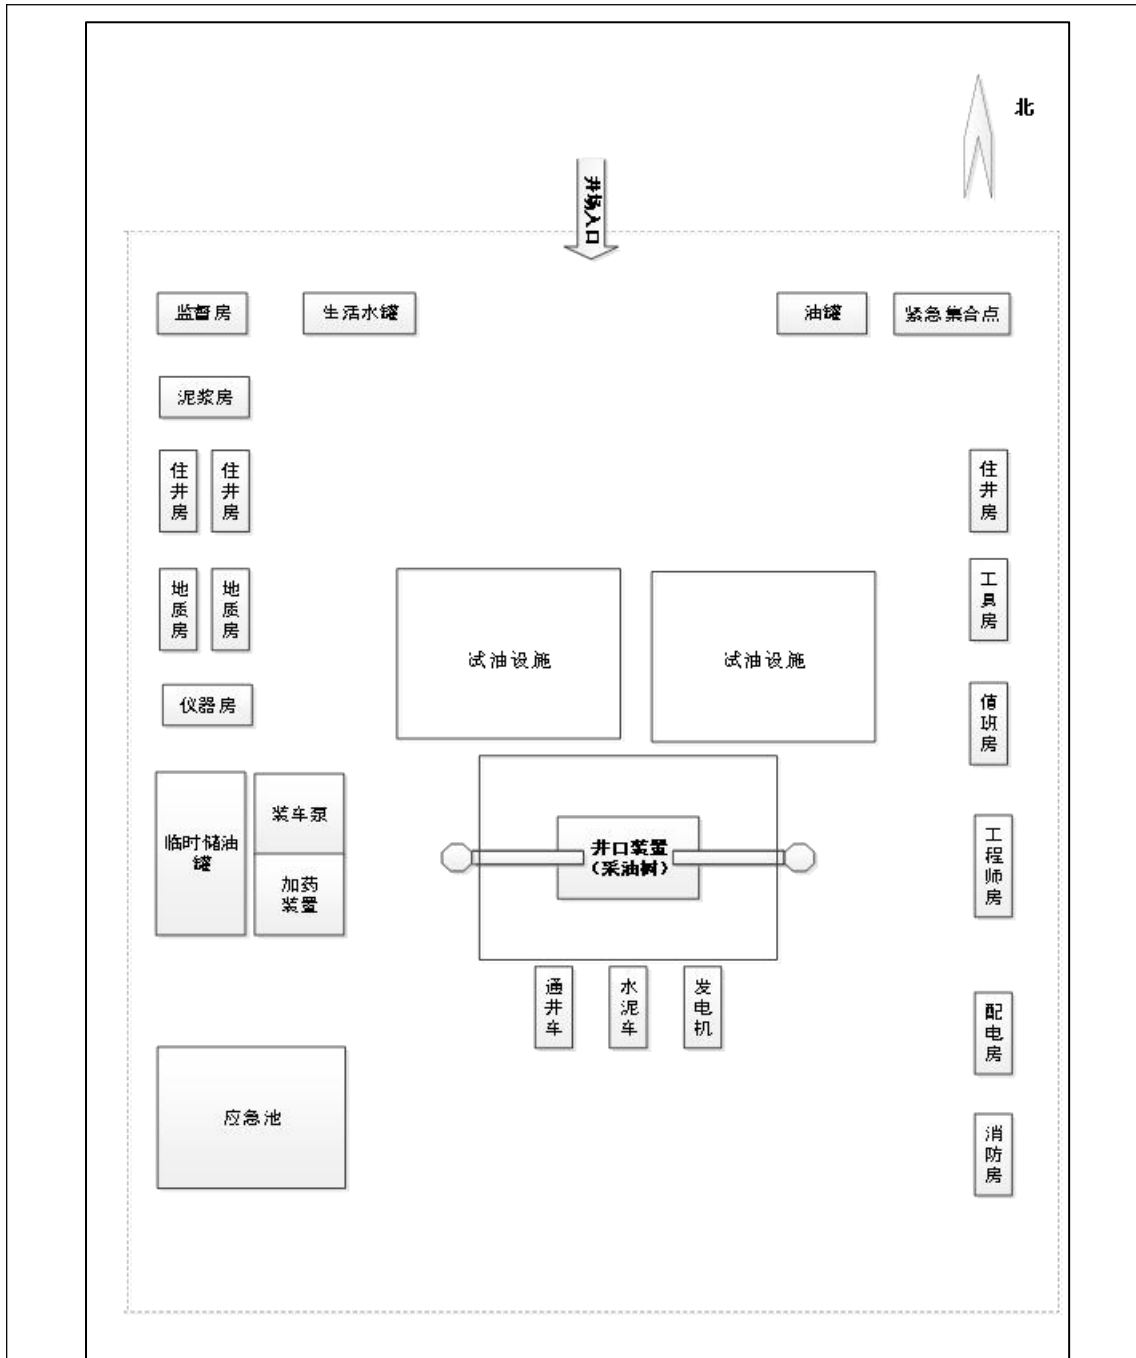 北
井场入口
监督房
生活水罐
油罐
紧急集合点
泥浆房
住井房
住井房
住井房
地质房
地质房
工具房
试油设施
试油设施
仪器房
值班房
临时储油
罐
装车泵
加药
装置
井口装置
（采油树）
工程师房
通井车
水泥车
发电机
配电房
应急池
消防房